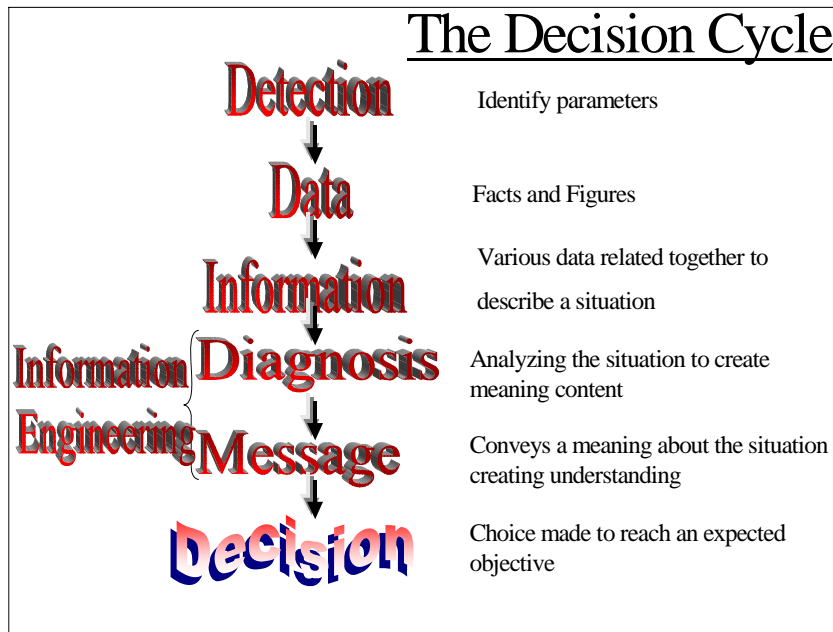 The Decision Cycle
Detection
Identify parameters
Data
Facts and Figures
Information
Various data related together to
describe a situation
Information
Engineering
Diagnosis
Analyzing the situation to create
meaning content
Message
Conveys a meaning about the situation
creating understanding
Decision
Choice made to reach an expected
objective